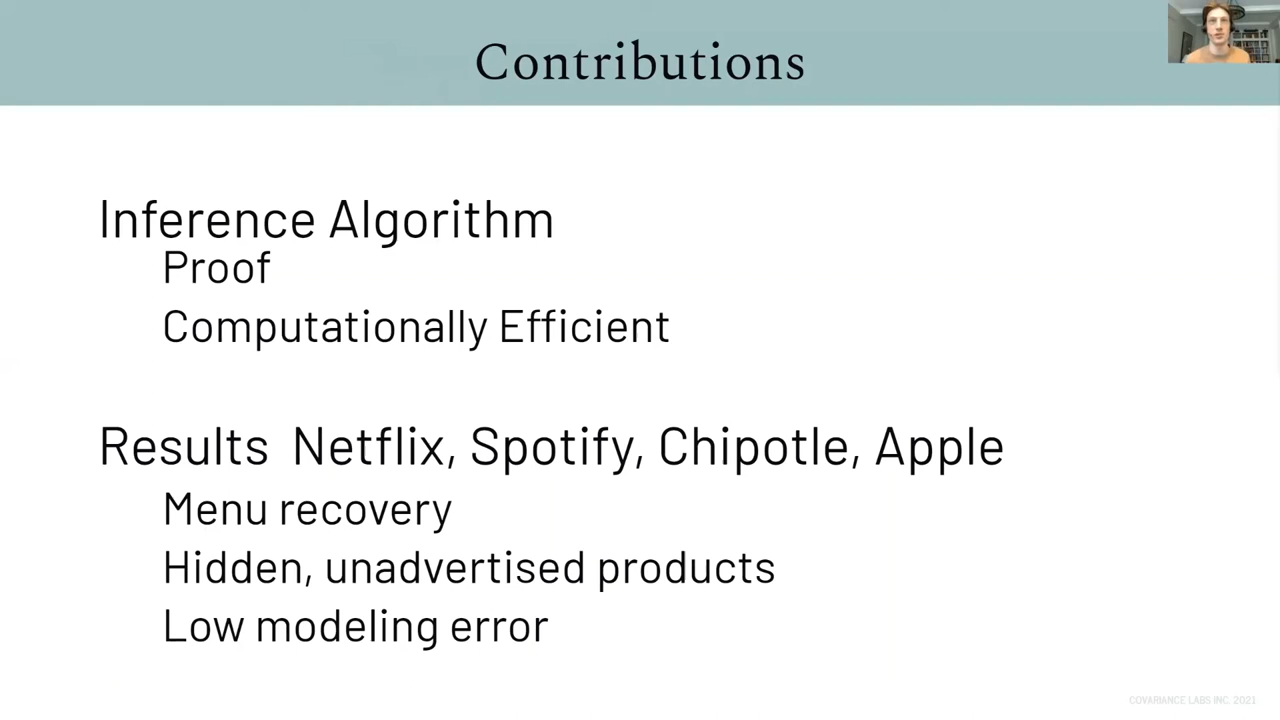 Contributions
Inference Algorithm
Proof
Computationally Efficient
Results Netflix, Spotify, Chipotle, Apple
Menu recovery
Hidden, unadvertised products
Low modeling error
COVARIANCE LABS INC. 2021